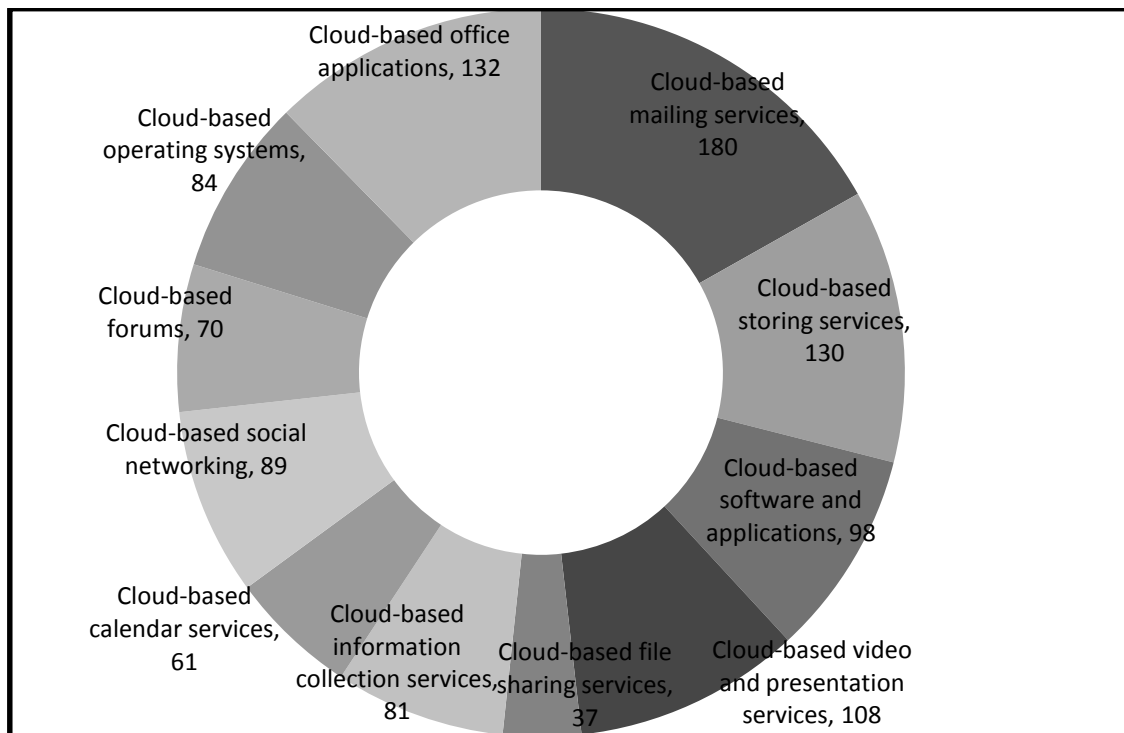 Cloud-based office
applications, 132
Cloud-based
mailing services,
180
Cloud-based
operating systems,
84
Cloud-based
storing services,
130
Cloud-based
forums, 70
Cloud-based social
networking, 89
Cloud-based
software and
applications, 98
Cloud-based
calendar services,
61
Cloud-based
information
collection services,
81
Cloud-based file
sharing services,
37
Cloud-based video
and presentation
services, 108